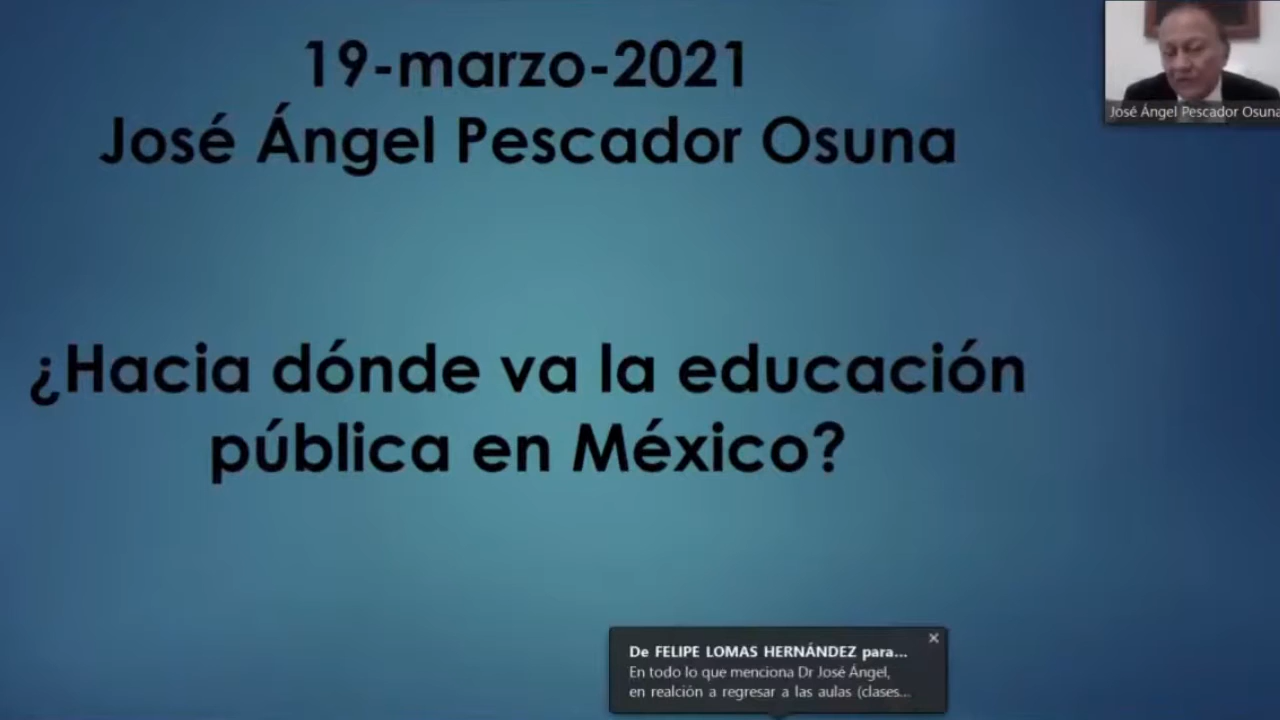 19-marzo-2021
José Ángel Pescador Osuna
José Ángel Pescador Osuna
¿Hacia dónde va la educación
pública en México?
De FELIPE LOMAS HERNÁNDEZ para...
En todo lo que menciona Dr José Ángel,
en realción a regresar a las aulas (clases...